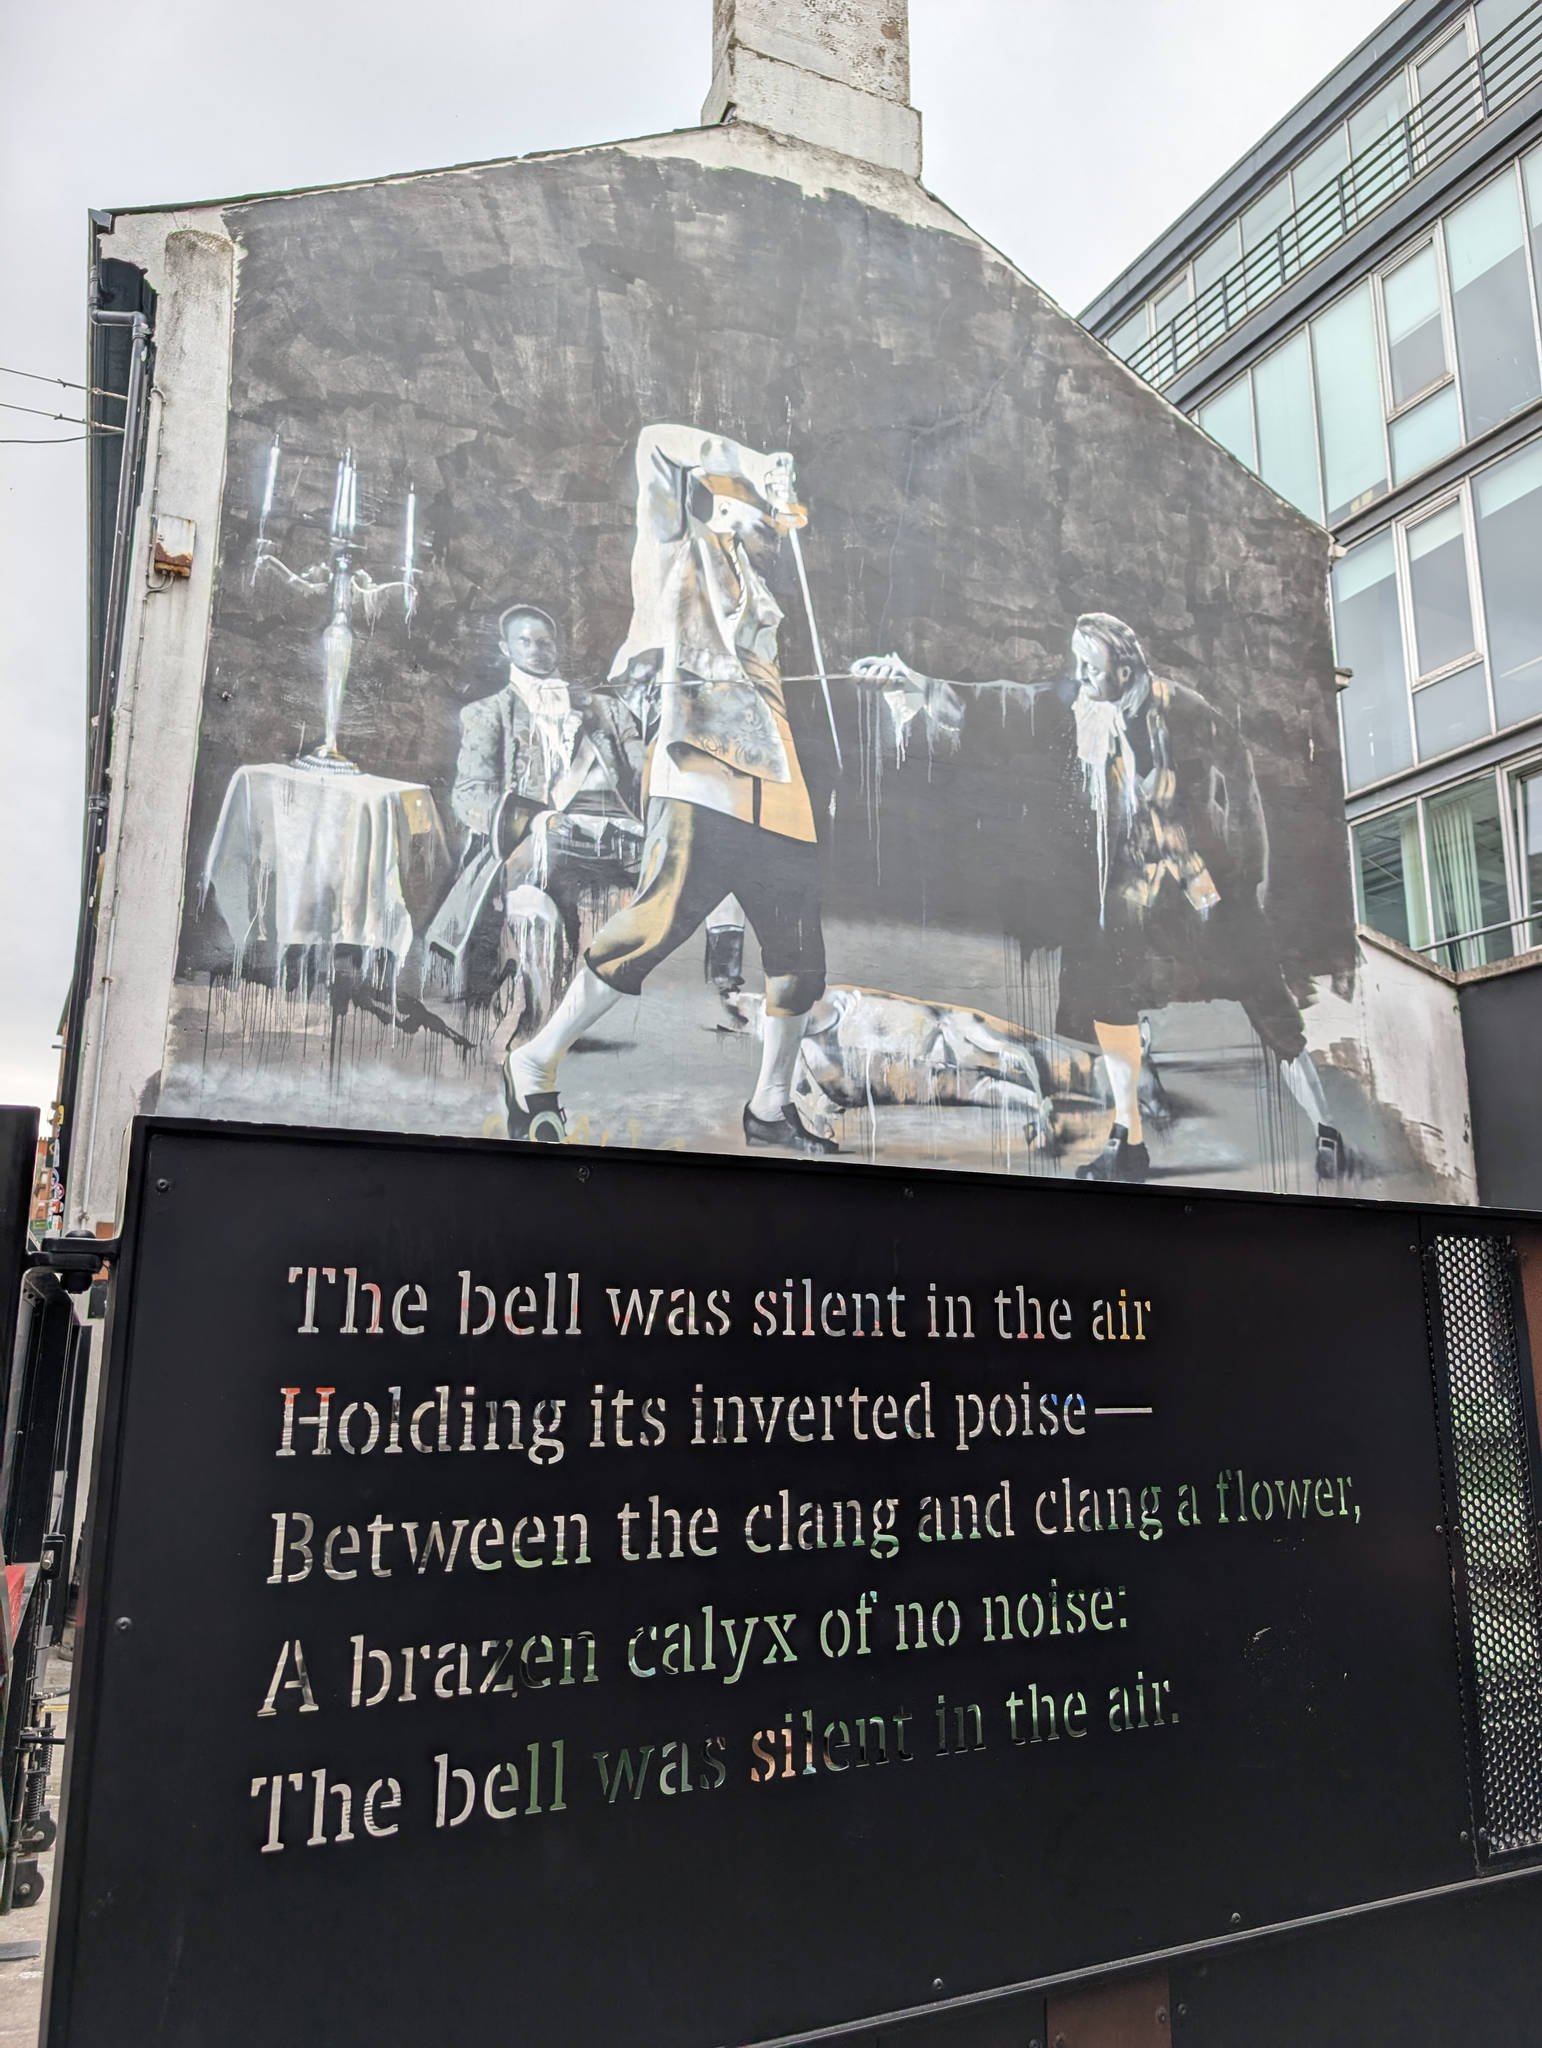 The bell was silent in the air
Holding its inverted poise—
Between the clang and clang a flower,
A brazen calyx of no noise:
The bell was silent in the air.